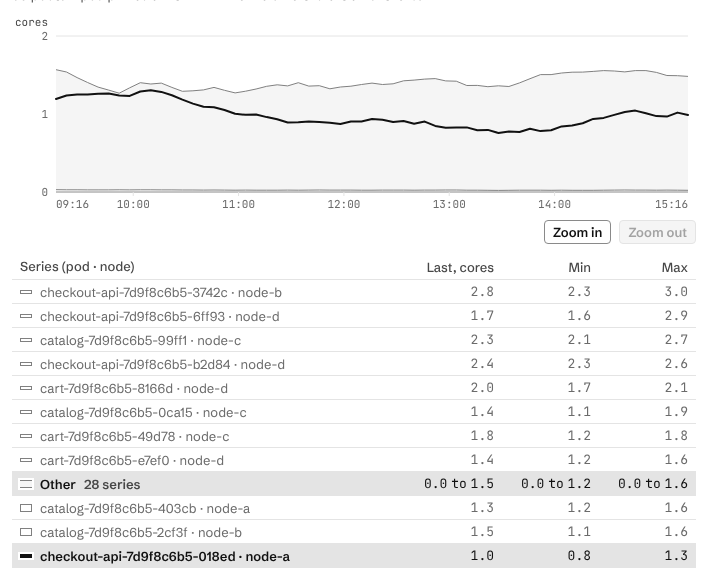 cores
2
1
0
09:16 10:00 11:00 12:00 13:00 14:00 15:16
Zoom in Zoom out
Series (pod · node) Last, cores Min Max
checkout-api-7d9f8c6b5-3742c · node-b 2.8 2.3 3.0
checkout-api-7d9f8c6b5-6ff93 · node-d 1.7 1.6 2.9
catalog-7d9f8c6b5-99ff1 · node-c 2.3 2.1 2.7
checkout-api-7d9f8c6b5-b2d84 · node-d 2.4 2.3 2.6
cart-7d9f8c6b5-8166d · node-d 2.0 1.7 2.1
catalog-7d9f8c6b5-0ca15 · node-c 1.4 1.1 1.9
cart-7d9f8c6b5-49d78 · node-c 1.8 1.2 1.8
cart-7d9f8c6b5-e7ef0 · node-d 1.4 1.2 1.6
Other 28 series 0.0 to 1.5 0.0 to 1.2 0.0 to 1.6
catalog-7d9f8c6b5-403cb · node-a 1.3 1.2 1.6
catalog-7d9f8c6b5-2cf3f · node-b 1.5 1.1 1.6
checkout-api-7d9f8c6b5-018ed · node-a 1.0 0.8 1.3